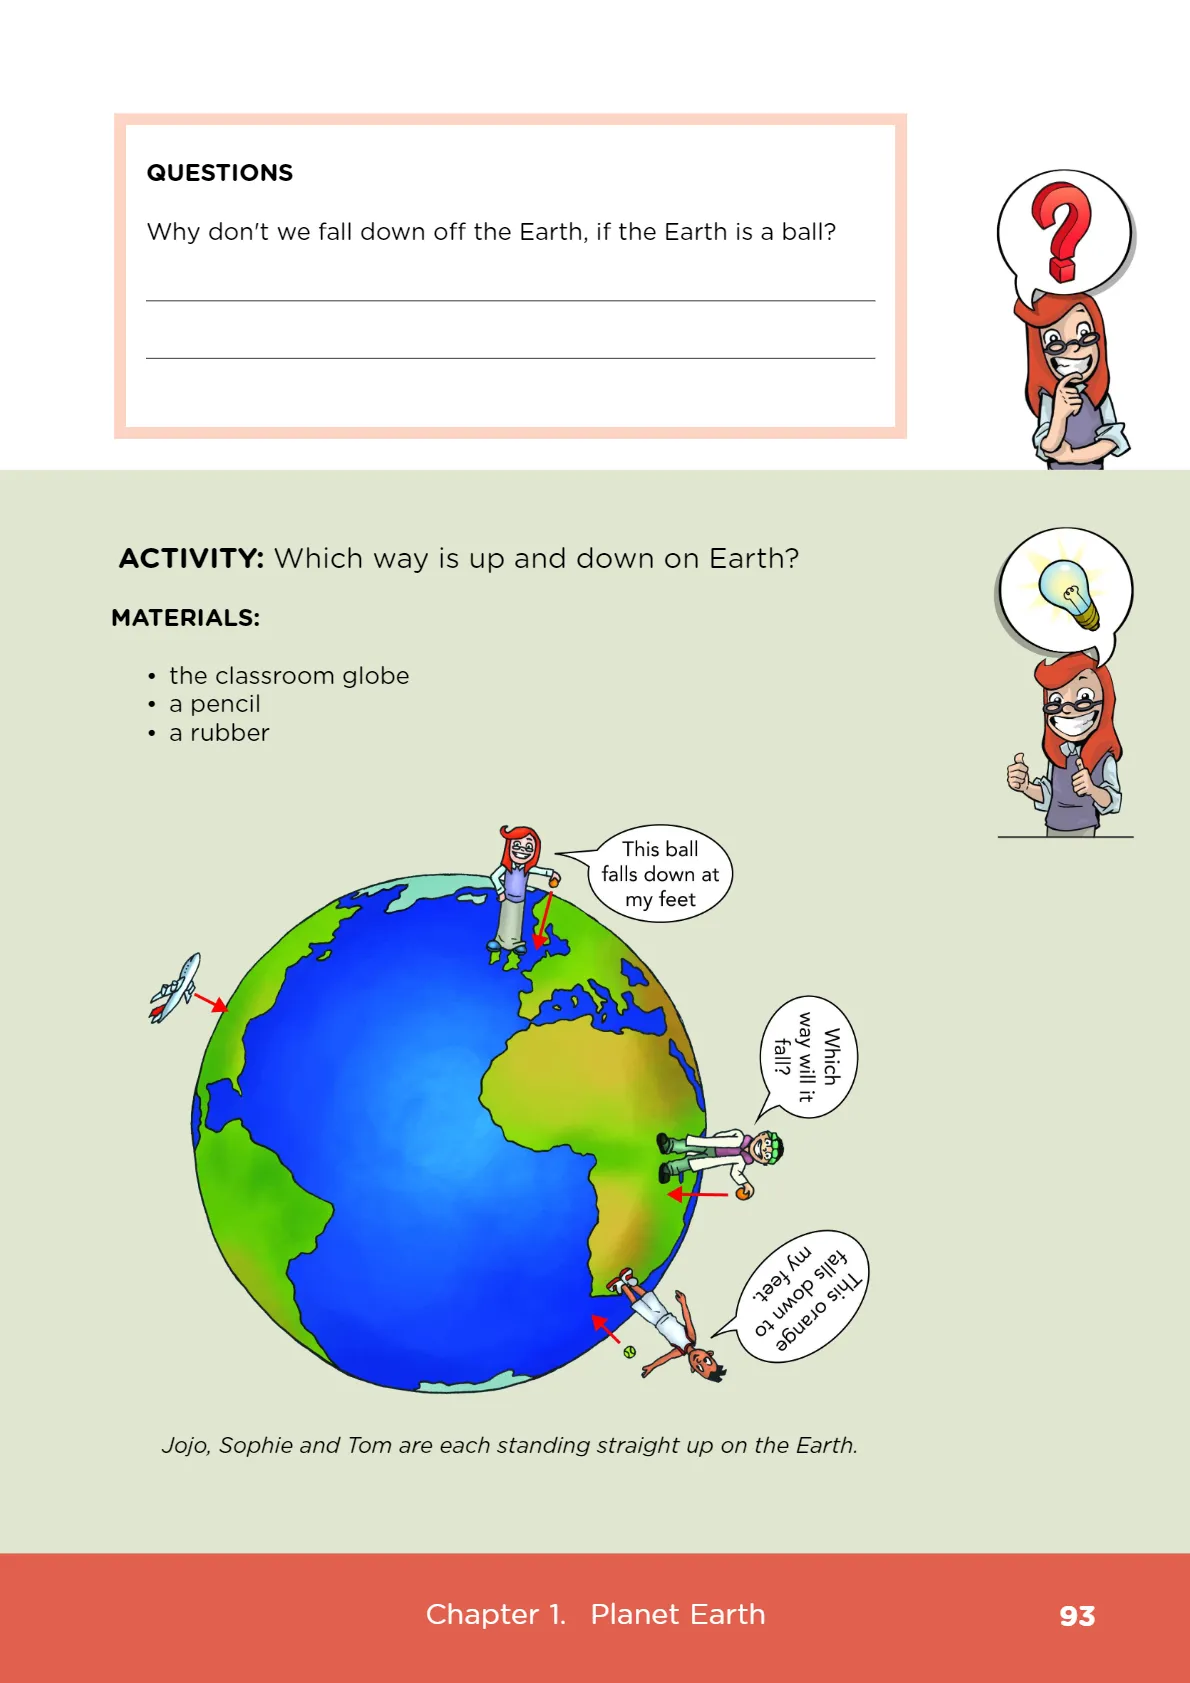 QUESTIONS
Why don't we fall down off the Earth, if the Earth is a ball?
ACTIVITY: Which way is up and down on Earth?
MATERIALS:
• the classroom globe
• a pencil
• a rubber
This ball
falls down at
my feet
Which
way will it
fall?
This orange
falls down to
my feet.
Jojo, Sophie and Tom are each standing straight up on the Earth.
Chapter 1. Planet Earth
93